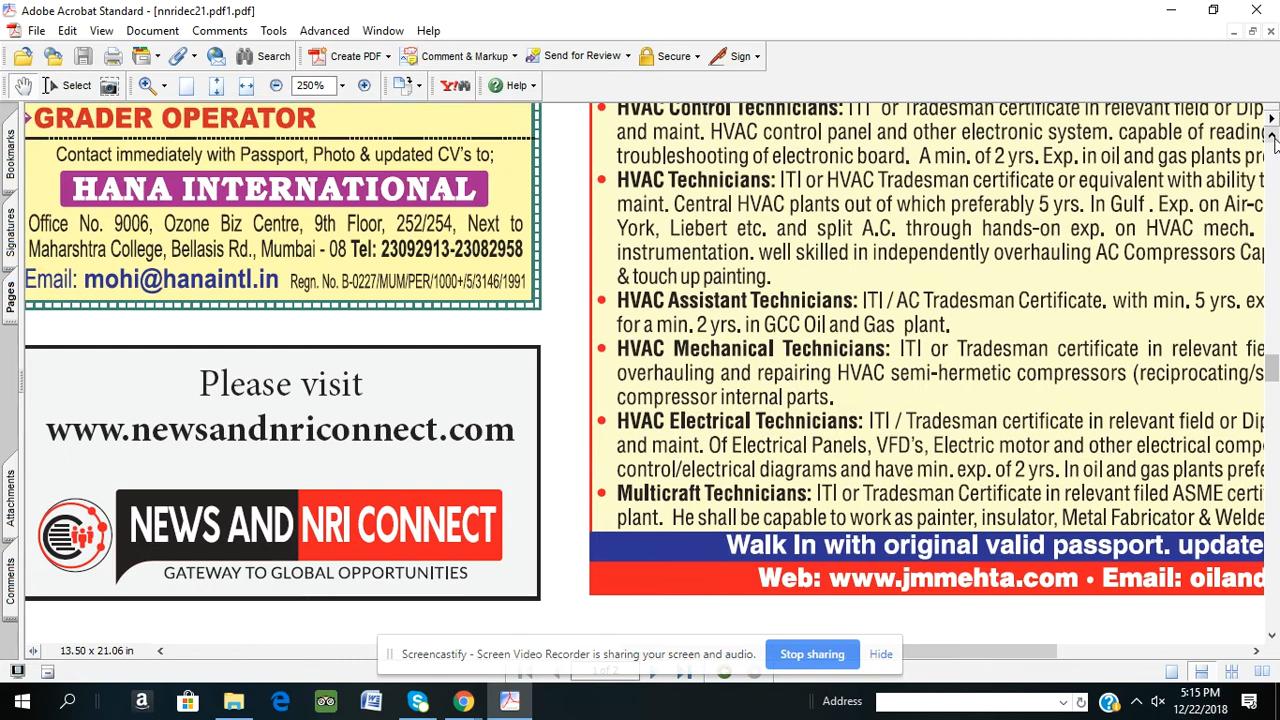 Adobe Acrobat Standard - [nnridec21.pdf1.pdf]
File Edit View Document Comments Tools Advanced Window Help
Search Create PDF Comment & Markup Send for Review Secure Sign
Select 250% Y! Help
Bookmarks
Signatures
Pages
Attachments
Comments
GRADER OPERATOR
Contact immediately with Passport, Photo & updated CV's to;
HANA INTERNATIONAL
Office No. 9006, Ozone Biz Centre, 9th Floor, 252/254, Next to
Maharshtra College, Bellasis Rd., Mumbai - 08 Tel: 23092913-23082958
Email: mohi@hanaintl.in Regn. No. B-0227/MUM/PER/1000+/5/3146/1991
Please visit
www.newsandnriconnect.com
NEWS AND NRI CONNECT
GATEWAY TO GLOBAL OPPORTUNITIES
HVAC Control Technicians: ITI or Tradesman certificate in relevant field or Dip
and maint. HVAC control panel and other electronic system. capable of reading
troubleshooting of electronic board. A min. of 2 yrs. Exp. in oil and gas plants pre
HVAC Technicians: ITI or HVAC Tradesman certificate or equivalent with ability t
maint. Central HVAC plants out of which preferably 5 yrs. In Gulf . Exp. on Air-c
York, Liebert etc. and split A.C. through hands-on exp. on HVAC mech.
instrumentation. well skilled in independently overhauling AC Compressors Cap
& touch up painting.
HVAC Assistant Technicians: ITI / AC Tradesman Certificate. with min. 5 yrs. ex
for a min. 2 yrs. in GCC Oil and Gas plant.
HVAC Mechanical Technicians: ITI or Tradesman certificate in relevant fie
overhauling and repairing HVAC semi-hermetic compressors (reciprocating/s
compressor internal parts.
HVAC Electrical Technicians: ITI / Tradesman certificate in relevant field or Dip
and maint. Of Electrical Panels, VFD's, Electric motor and other electrical comp
control/electrical diagrams and have min. exp. of 2 yrs. In oil and gas plants prefe
Multicraft Technicians: ITI or Tradesman Certificate in relevant filed ASME certi
plant. He shall be capable to work as painter, insulator, Metal Fabricator & Welde
Walk In with original valid passport. update
Web: www.jmmehta.com • Email: oiland
13.50 x 21.06 in
Screencastify - Screen Video Recorder is sharing your screen and audio. Stop sharing Hide
1 of 2
Address
5:15 PM
12/22/2018